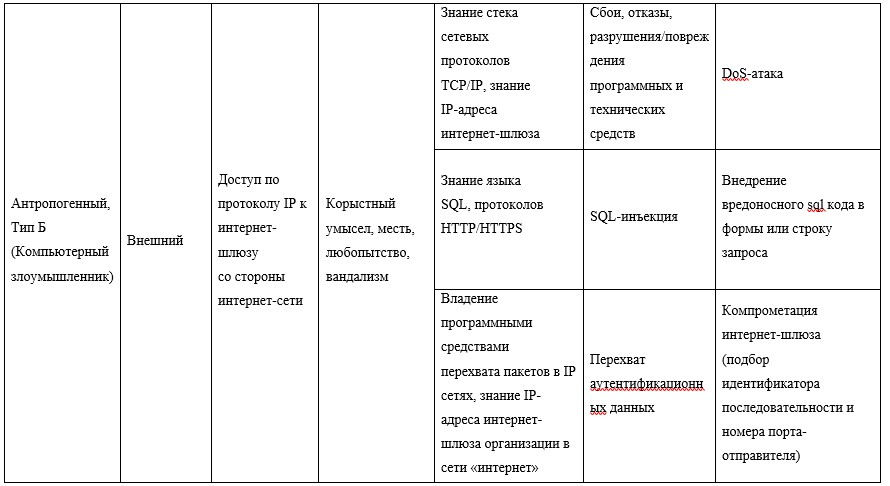 Антропогенный,
Тип Б
(Компьютерный
злоумышленник)
Внешний
Доступ по
протоколу IP к
интернет-
шлюзу
со стороны
интернет-сети
Корыстный
умысел, месть,
любопытство,
вандализм
Знание стека
сетевых
протоколов
TCP/IP, знание
IP-адреса
интернет-шлюза
Сбои, отказы,
разрушения/повреж
дения
программных и
технических
средств
DoS-атака
Знание языка
SQL, протоколов
HTTP/HTTPS
SQL-инъекция
Внедрение
вредоносного sql кода в
формы или строку
запроса
Владение
программными
средствами
перехвата пакетов в IP
сетях, знание IP-
адреса интернет-
шлюза организации в
сети «интернет»
Перехват
аутентификационн
ых данных
Компрометация
интернет-шлюза
(подбор
идентификатора
последовательности и
номера порта-
отправителя)